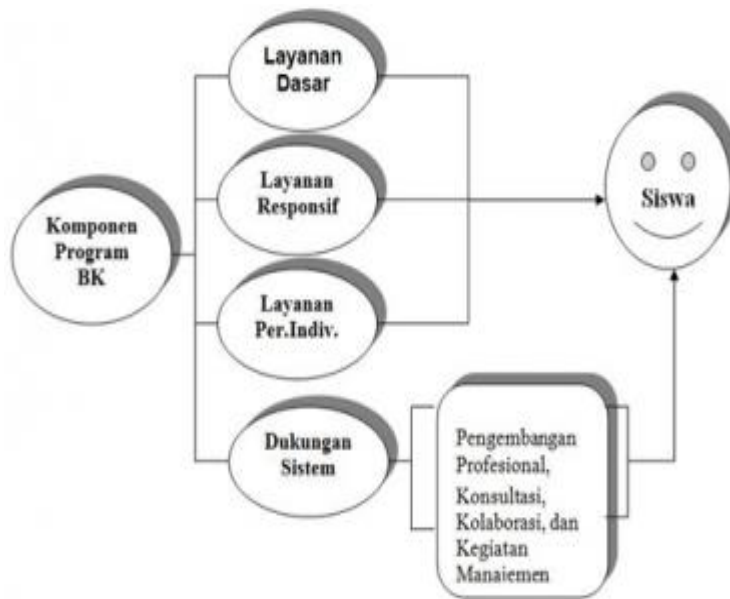 Layanan
Dasar
Layanan
Responsif
Siswa
Komponen
Program
BK
Layanan
Per.Indiv.
Dukungan
Sistem
Pengembangan
Profesional,
Konsultasi,
Kolaborasi, dan
Kegiatan
Manajemen